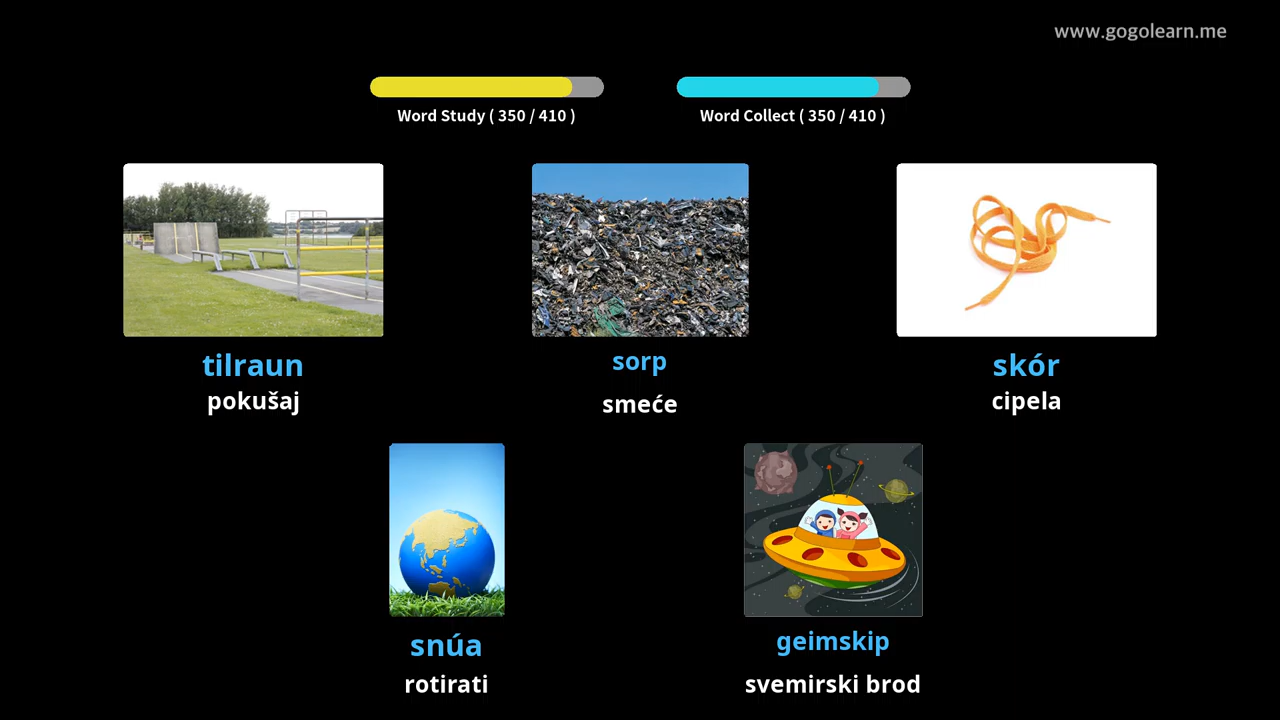 www.gogolearn.me
Word Study ( 350 / 410 )
Word Collect ( 350 / 410 )
tilraun
pokušaj
sorp
smeće
skór
cipela
snúa
rotirati
geimskip
svemirski brod